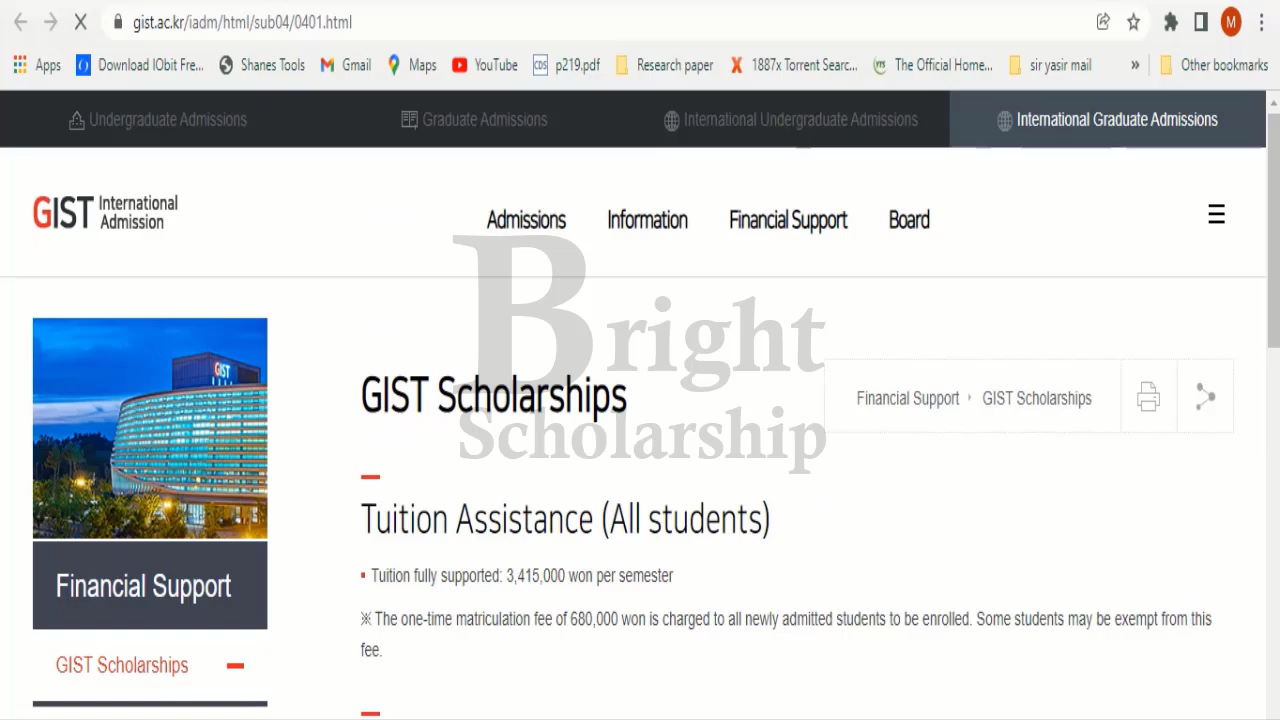 gist.ac.kr/iadm/html/sub04/0401.html
M
Apps Download IObit Fre... Shanes Tools Gmail Maps YouTube CDS p219.pdf Research paper 1887x Torrent Searc... The Official Home... sir yasir mail » Other bookmarks
Undergraduate Admissions Graduate Admissions International Undergraduate Admissions International Graduate Admissions
GIST International
Admission
Admissions Information Financial Support Board
Bright
Scholarship
GIST
GIST Scholarships
Financial Support › GIST Scholarships
Tuition Assistance (All students)
▪ Tuition fully supported: 3,415,000 won per semester
Financial Support
※ The one-time matriculation fee of 680,000 won is charged to all newly admitted students to be enrolled. Some students may be exempt from this
fee.
GIST Scholarships